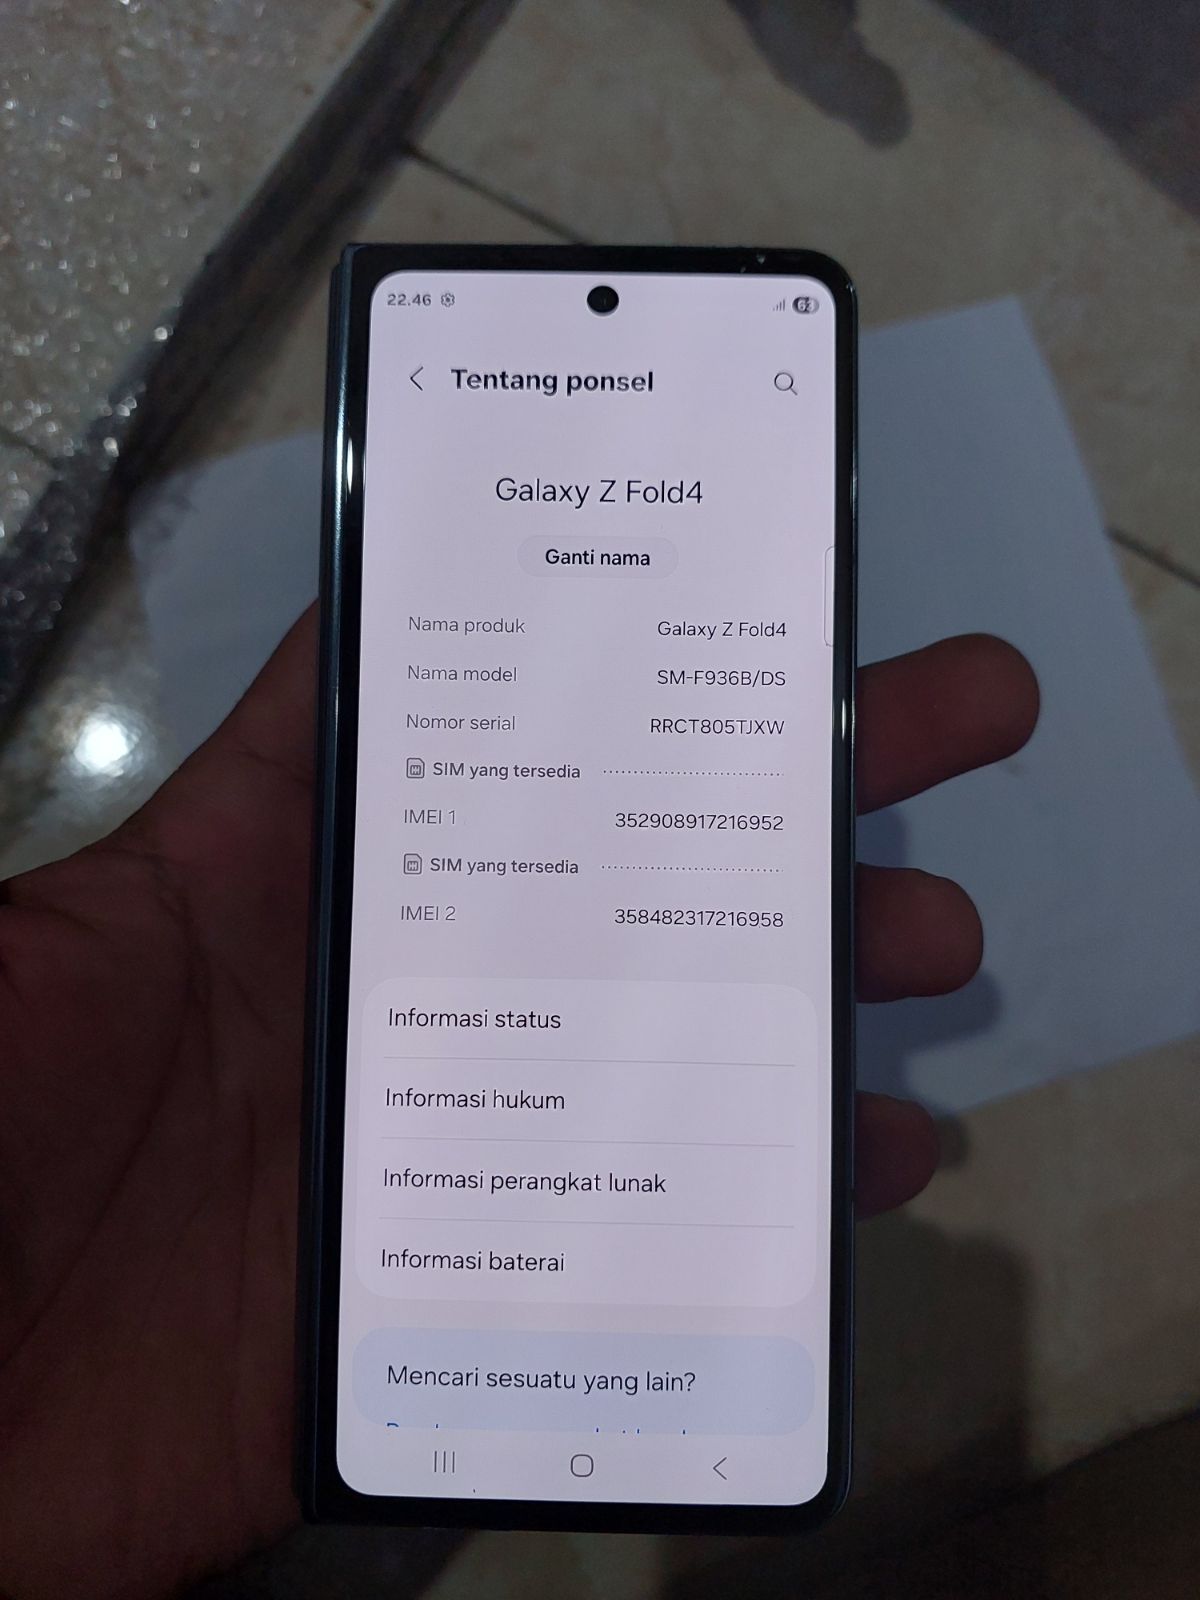 22.46
63
Tentang ponsel
Galaxy Z Fold4
Ganti nama
Nama produk Galaxy Z Fold4
Nama model SM-F936B/DS
Nomor serial RRCT805TJXW
SIM yang tersedia
IMEI 1 352908917216952
SIM yang tersedia
IMEI 2 358482317216958
Informasi status
Informasi hukum
Informasi perangkat lunak
Informasi baterai
Mencari sesuatu yang lain?